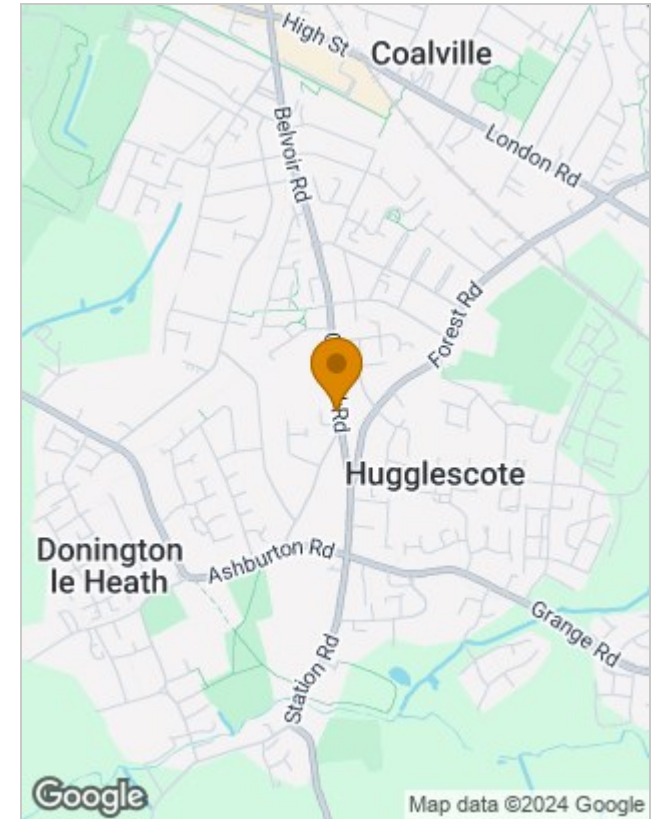 High St
Coalville
Belvoir Rd
London Rd
Forest Rd
Rd
Hugglescote
Donington
le Heath
Ashburton Rd
Grange Rd
Station Rd
Google
Map data ©2024 Google